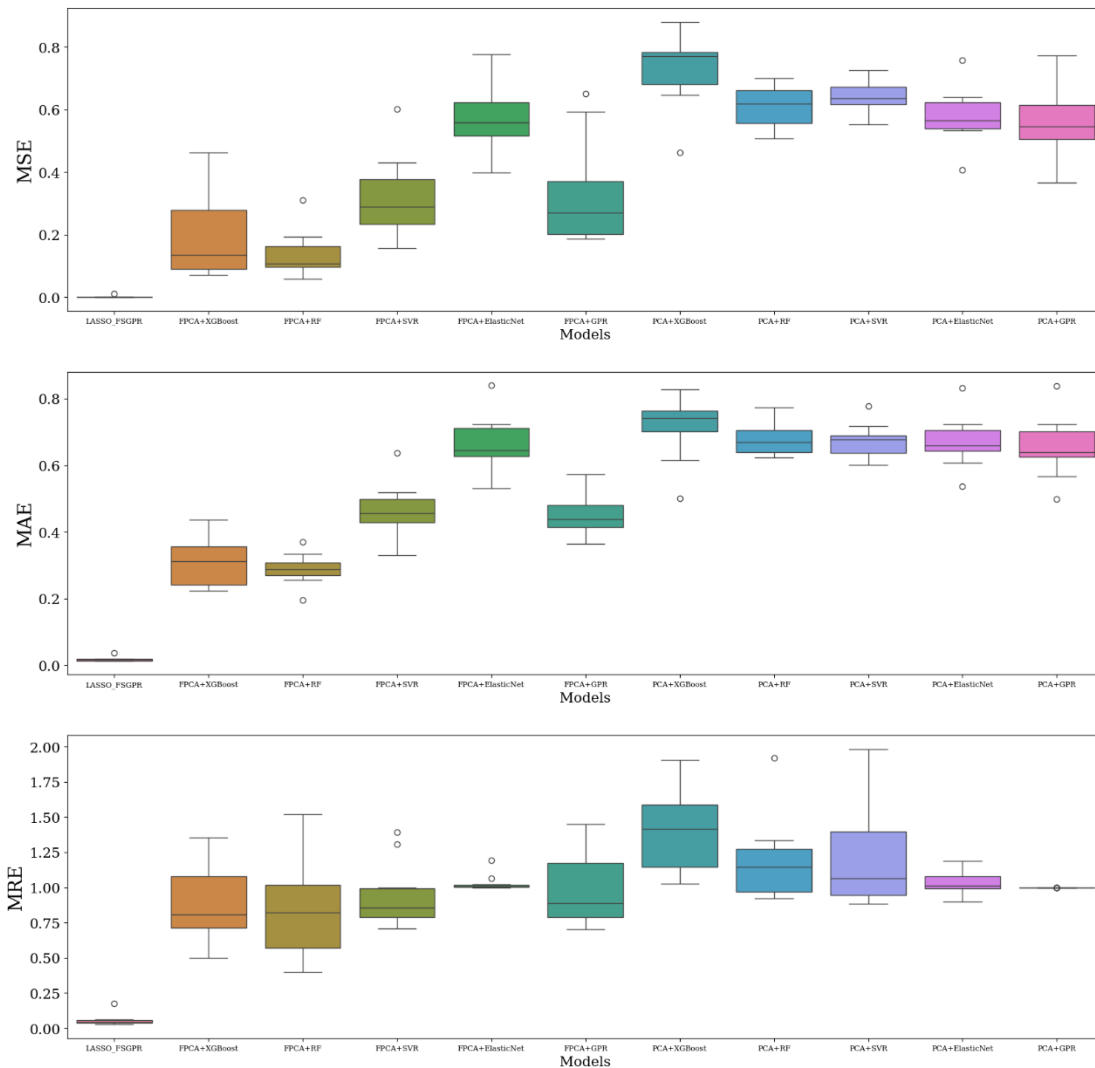 MSE
0.8
0.6
0.4
0.2
0.0
LASSO_FSGPR FPCA+XGBoost FPCA+RF FPCA+SVR FPCA+ElasticNet FPCA+GPR PCA+XGBoost PCA+RF PCA+SVR PCA+ElasticNet PCA+GPR
Models
MAE
0.8
0.6
0.4
0.2
0.0
LASSO_FSGPR FPCA+XGBoost FPCA+RF FPCA+SVR FPCA+ElasticNet FPCA+GPR PCA+XGBoost PCA+RF PCA+SVR PCA+ElasticNet PCA+GPR
Models
MRE
2.00
1.75
1.50
1.25
1.00
0.75
0.50
0.25
0.00
LASSO_FSGPR FPCA+XGBoost FPCA+RF FPCA+SVR FPCA+ElasticNet FPCA+GPR PCA+XGBoost PCA+RF PCA+SVR PCA+ElasticNet PCA+GPR
Models